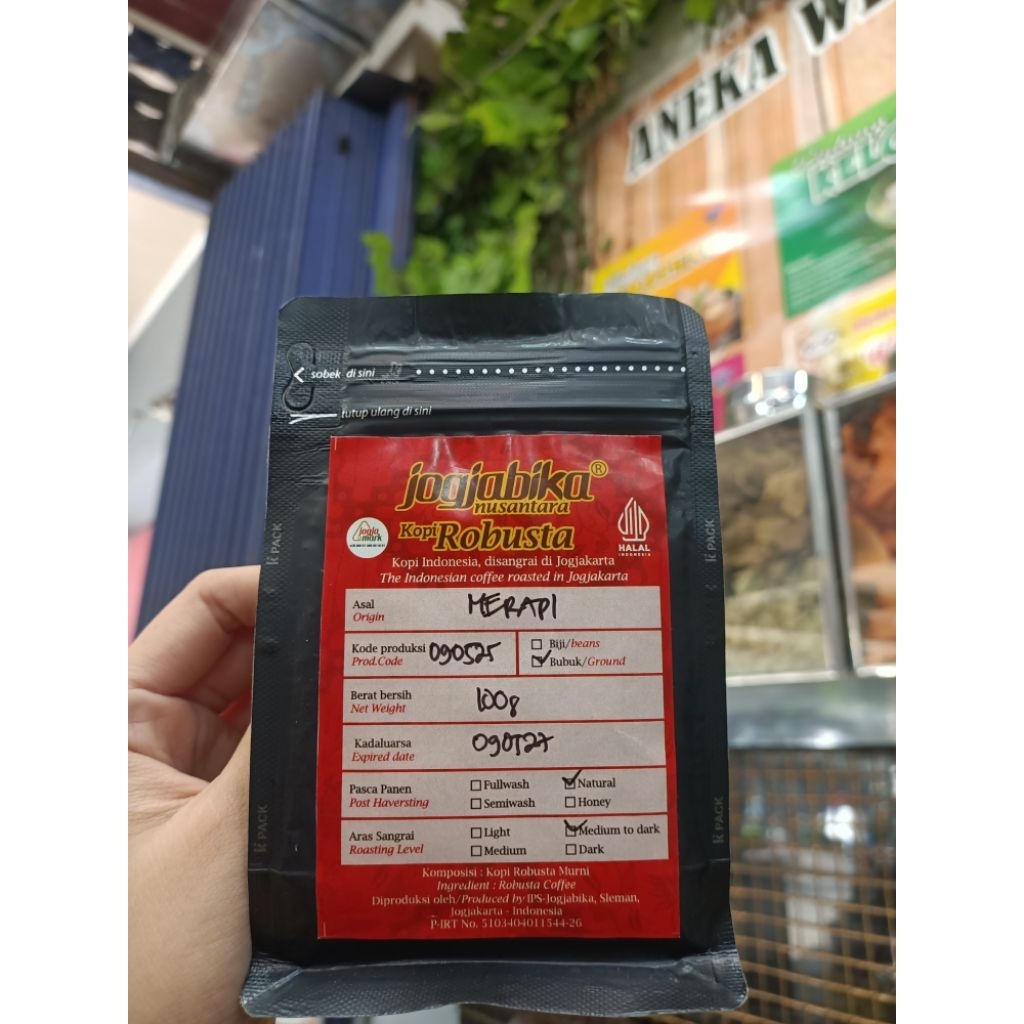 ANEKA
sobek di sini
tutup ulang di sini
jogjabika®
nusantara
Kopi Robusta
jogja
mark
HALAL
INDONESIA
Kopi Indonesia, disangrai di Jogjakarta
The Indonesian coffee roasted in Jogjakarta
Asal
Origin
MERAPI
Kode produksi
Prod.Code
090525
Biji/beans
Bubuk/Ground
Berat bersih
Net Weight
100g
Kadaluarsa
Expired date
090527
Pasca Panen
Post Haversting
Fullwash
Natural
Semiwash
Honey
Aras Sangrai
Roasting Level
Light
Medium to dark
Medium
Dark
Komposisi : Kopi Robusta Murni
Ingredient : Robusta Coffee
Diproduksi oleh/Produced by IPS-Jogjabika, Sleman,
Jogjakarta - Indonesia
P-IRT No. 5103404011544-26
PACK
PACK
PACK
PACK